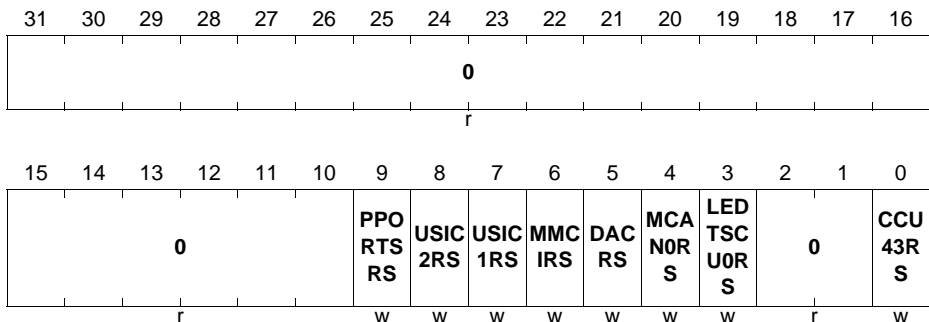 31 30 29 28 27 26 25 24 23 22 21 20 19 18 17 16
0
r
15 14 13 12 11 10 9 8 7 6 5 4 3 2 1 0
0 PPO RTS RS USIC 2RS USIC 1RS MMC IRS DAC RS MCA N0R S LED TSC U0R S 0 CCU 43R S
r w w w w w w w r w